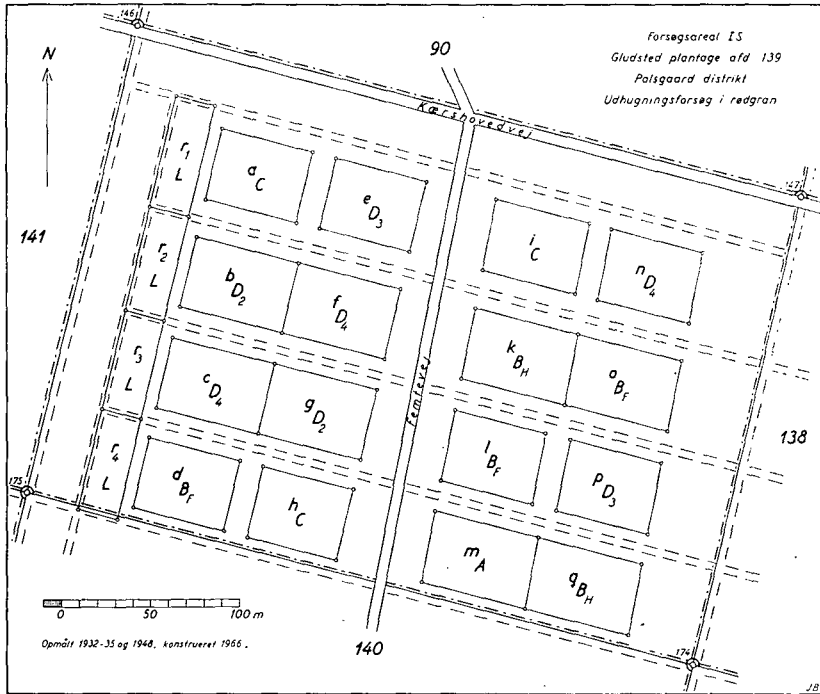 Forsøgsareal IS
Gludsted plantage afd 139
Palsgaard distrikt
Udhugningsforsøg i rødgran
146
90
N
Kærshovedvej
147
r1
L
a
C
e
D3
i
C
n
D4
141
r2
L
b
D2
f
D4
k
BH
o
BF
r3
L
c
D4
g
D2
femtevej
l
BF
p
D3
138
175
r4
L
d
BF
h
C
m
A
q
BH
0 50 100 m
Opmålt 1932-35 og 1948, konstrueret 1966.
140
174
JB